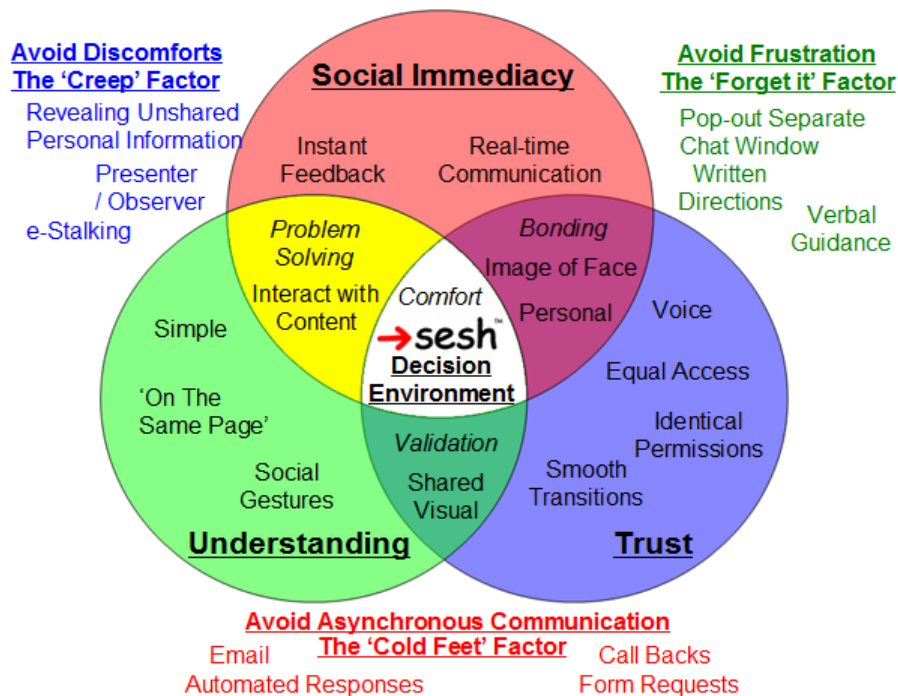 Avoid Discomforts
The 'Creep' Factor
Revealing Unshared
Personal Information
Presenter
/ Observer
e-Stalking
Social Immediacy
Instant
Feedback
Real-time
Communication
Avoid Frustration
The 'Forget it' Factor
Pop-out Separate
Chat Window
Written
Directions
Verbal
Guidance
Problem
Solving
Interact with
Content
Bonding
Image of Face
Personal
Comfort
sesh™
Decision
Environment
Simple
'On The
Same Page'
Social
Gestures
Understanding
Validation
Shared
Visual
Voice
Equal Access
Identical
Permissions
Smooth
Transitions
Trust
Avoid Asynchronous Communication
The 'Cold Feet' Factor
Email
Automated Responses
Call Backs
Form Requests